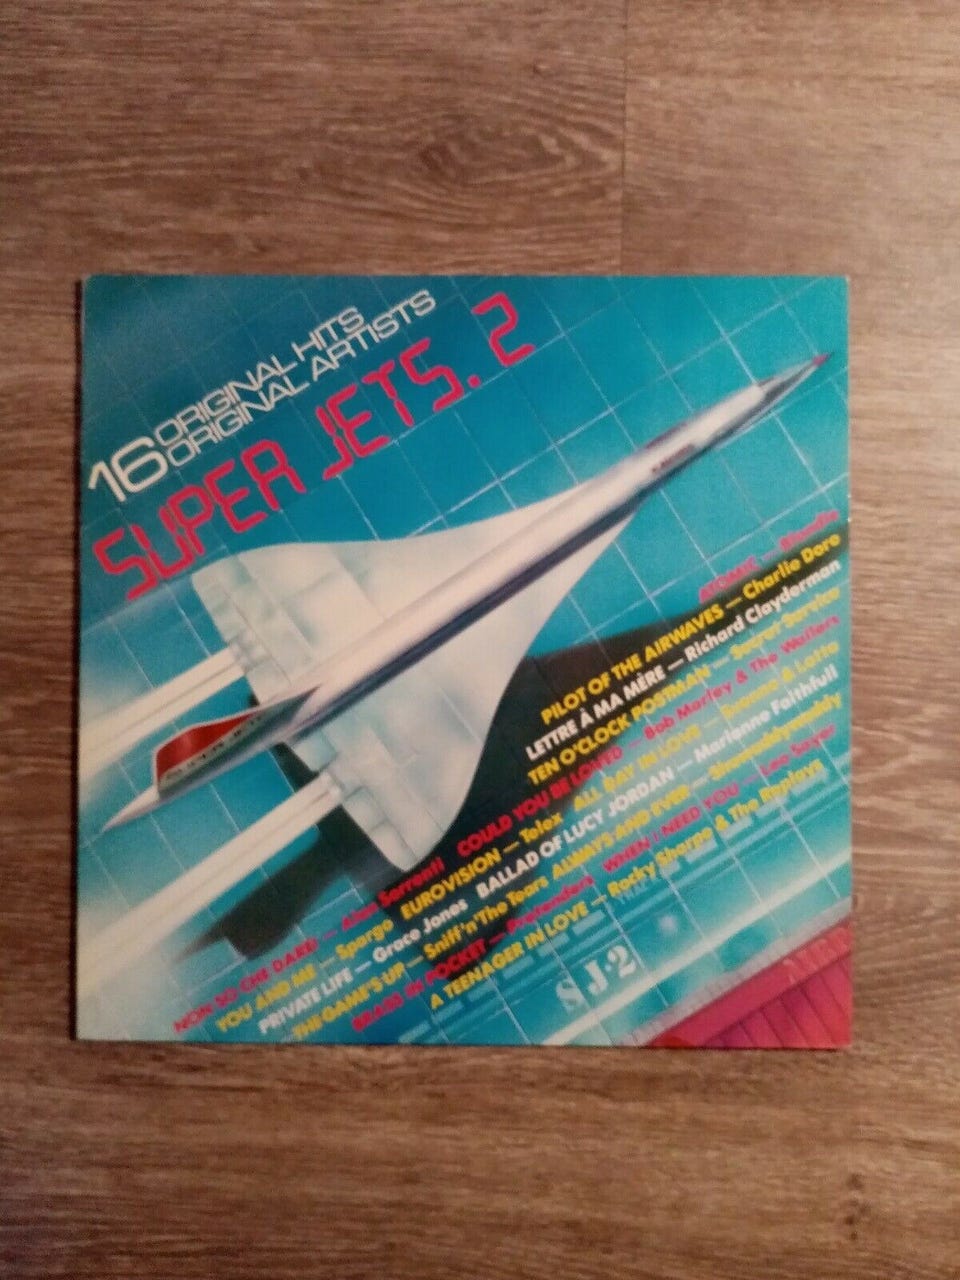 16 ORIGINAL HITS
ORIGINAL ARTISTS
SUPER JETS. 2
ATOMIC — Blondie
PILOT OF THE AIRWAVES — Charlie Dore
LETTRE À MA MÈRE — Richard Clayderman
TEN O'CLOCK POSTMAN — Secret Service
COULD YOU BE LOVED — Bob Marley & The Wailers
ALL DAY IN LOVE — Yvonne & Lotto
BALLAD OF LUCY JORDAN — Marianne Faithfull
ALWAYS AND EVER
WHEN I NEED YOU — Leo Sayer
A TEENAGER IN LOVE — Rocky Sharpe & The Replays
NON SO CHE DAREI — Alan Sorrenti
EUROVISION — Telex
YOU AND ME — Spargo
PRIVATE LIFE — Grace Jones
THE GAME'S UP — Sniff'n'The Tears
BRASS IN POCKET — Pretenders
SJ·2